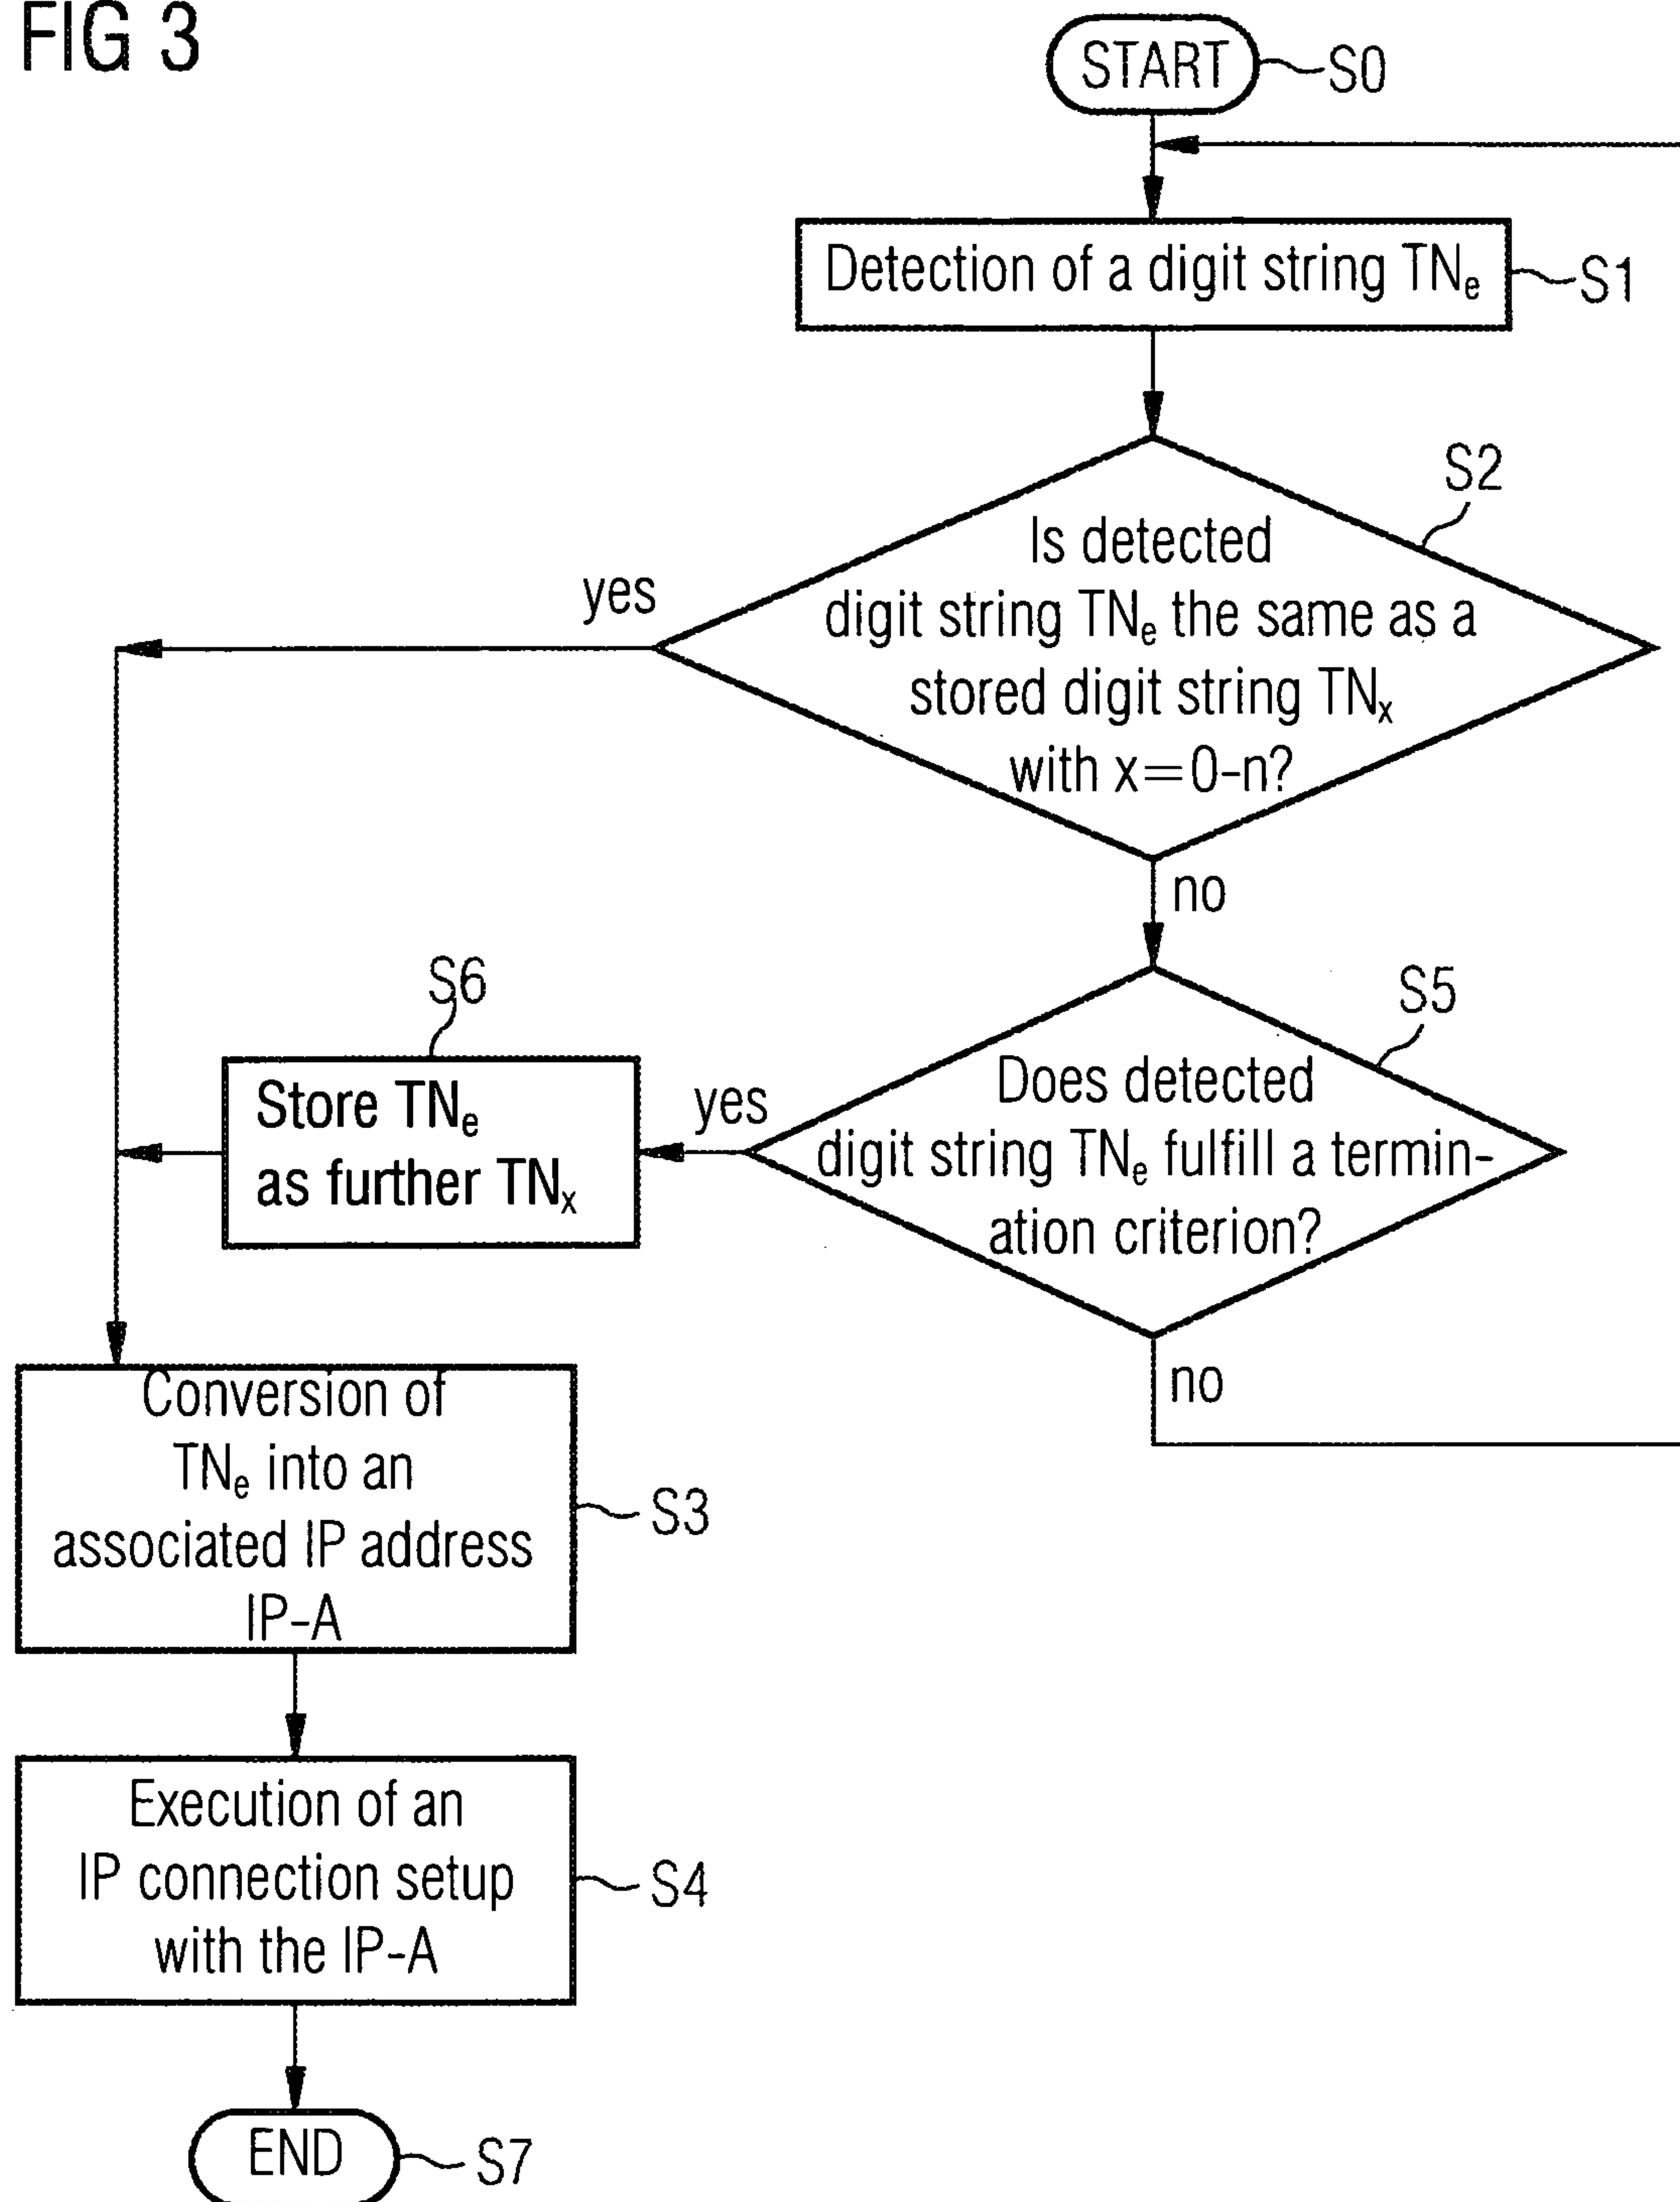 FIG 3
START
S0
Detection of a digit string TNe
S1
S2
Is detected
digit string TNe the same as a
stored digit string TNx
with x=0-n?
yes
no
S6
S5
Store TNe
as further TNx
yes
Does detected
digit string TNe fulfill a termin-
ation criterion?
no
Conversion of
TNe into an
associated IP address
IP-A
S3
Execution of an
IP connection setup
with the IP-A
S4
END
S7